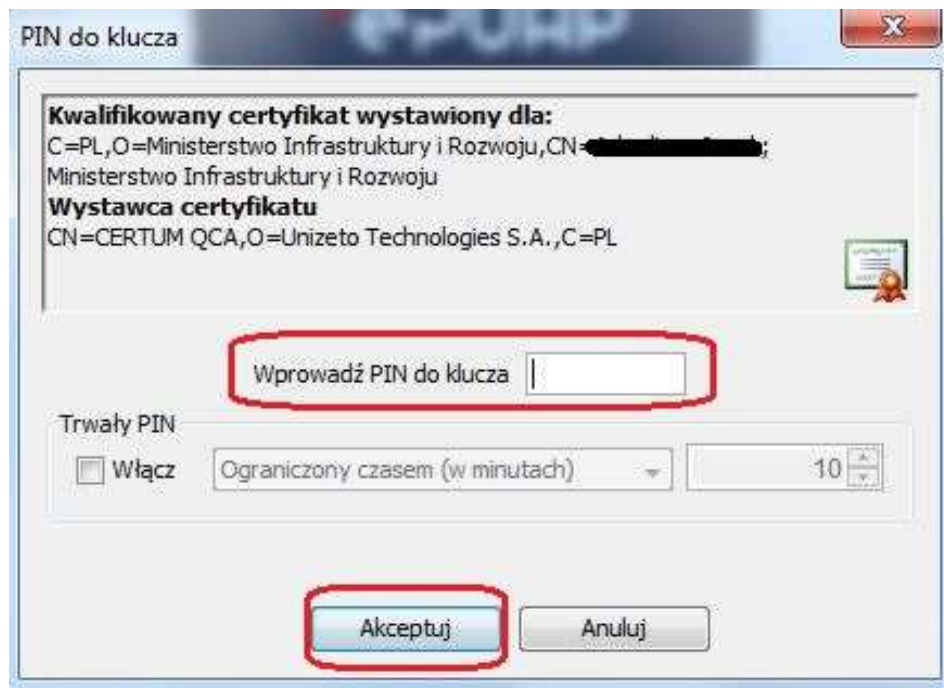 ePUAP
PIN do klucza
Kwalifikowany certyfikat wystawiony dla:
C=PL,O=Ministerstwo Infrastruktury i Rozwoju,CN=
Ministerstwo Infrastruktury i Rozwoju
Wystawca certyfikatu
CN=CERTUM QCA,O=Unizeto Technologies S.A.,C=PL
Wprowadź PIN do klucza
Trwały PIN
Włącz Ograniczony czasem (w minutach) 10
Akceptuj Anuluj